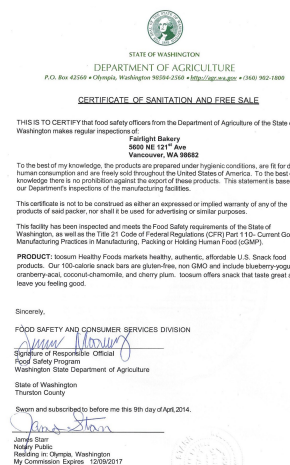 STATE OF WASHINGTON
DEPARTMENT OF AGRICULTURE
P.O. Box 42560 • Olympia, Washington 98504-2560 • http://agr.wa.gov • (360) 902-1800
CERTIFICATE OF SANITATION AND FREE SALE
THIS IS TO CERTIFY that food safety officers from the Department of Agriculture of the State
Washington makes regular inspections of:
Fairlight Bakery
5600 NE 121st Ave
Vancouver, WA 98682
To the best of my knowledge, the products are prepared under hygienic conditions, are fit for
human consumption and are freely sold throughout the United States of America. To the best
knowledge there is no prohibition against the export of these products. This statement is base
our Department's inspections of the manufacturing facilities.
This certificate is not to be construed as either an expressed or implied warranty of any of the
products of said packer, nor shall it be used for advertising or similar purposes.
This facility has been inspected and meets the Food Safety requirements of the State of
Washington, as well as the Title 21 Code of Federal Regulations (CFR) Part 110- Current Go
Manufacturing Practices in Manufacturing, Packing or Holding Human Food (cGMP).
PRODUCT: toosum Healthy Foods markets healthy, authentic, affordable U.S. Snack food
products. Our 100-calorie snack bars are gluten-free, non GMO and include blueberry-yogu
cranberry-acai, coconut-chamomile, and cherry plum. toosum offers snack that taste great
leave you feeling good.
Sincerely,
FOOD SAFETY AND CONSUMER SERVICES DIVISION
Signature of Responsible Official
Food Safety Program
Washington State Department of Agriculture
State of Washington
Thurston County
Sworn and subscribed to before me this 9th day of April, 2014.
James Starr
James Starr
Notary Public
Residing in: Olympia, Washington
My Commission Expires 12/09/2017